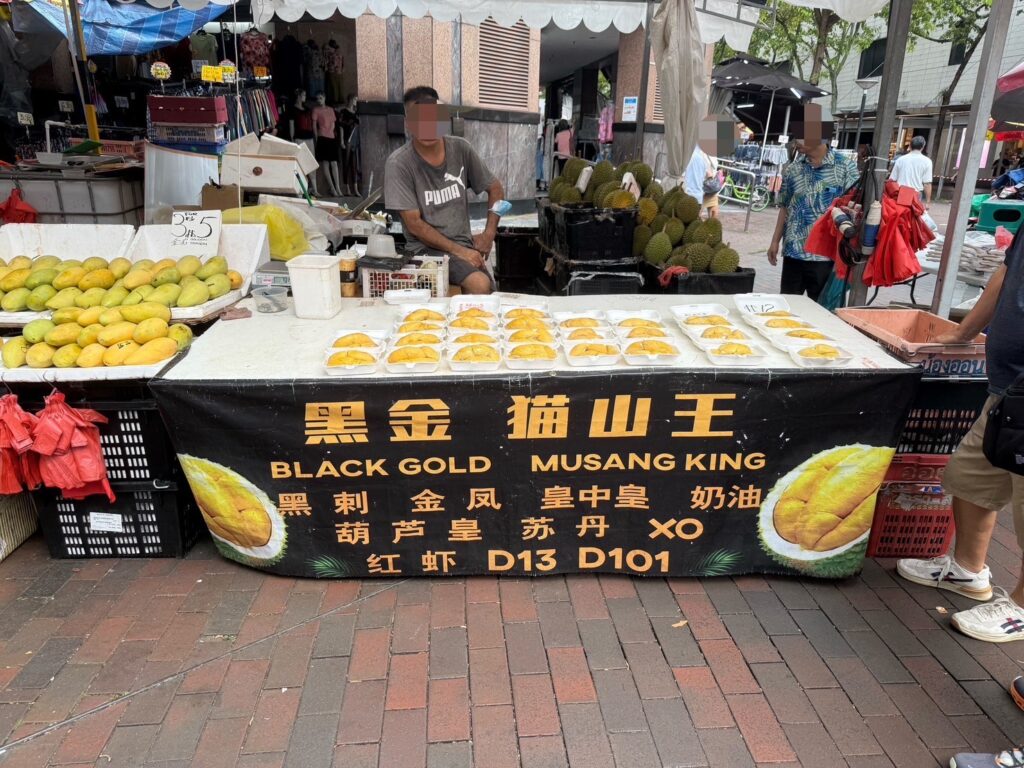 3 for 5
PUMA
黑金 猫山王
BLACK GOLD MUSANG KING
黑刺 金凤 皇中皇 奶油
葫芦皇 苏丹 XO
红虾 D13 D101